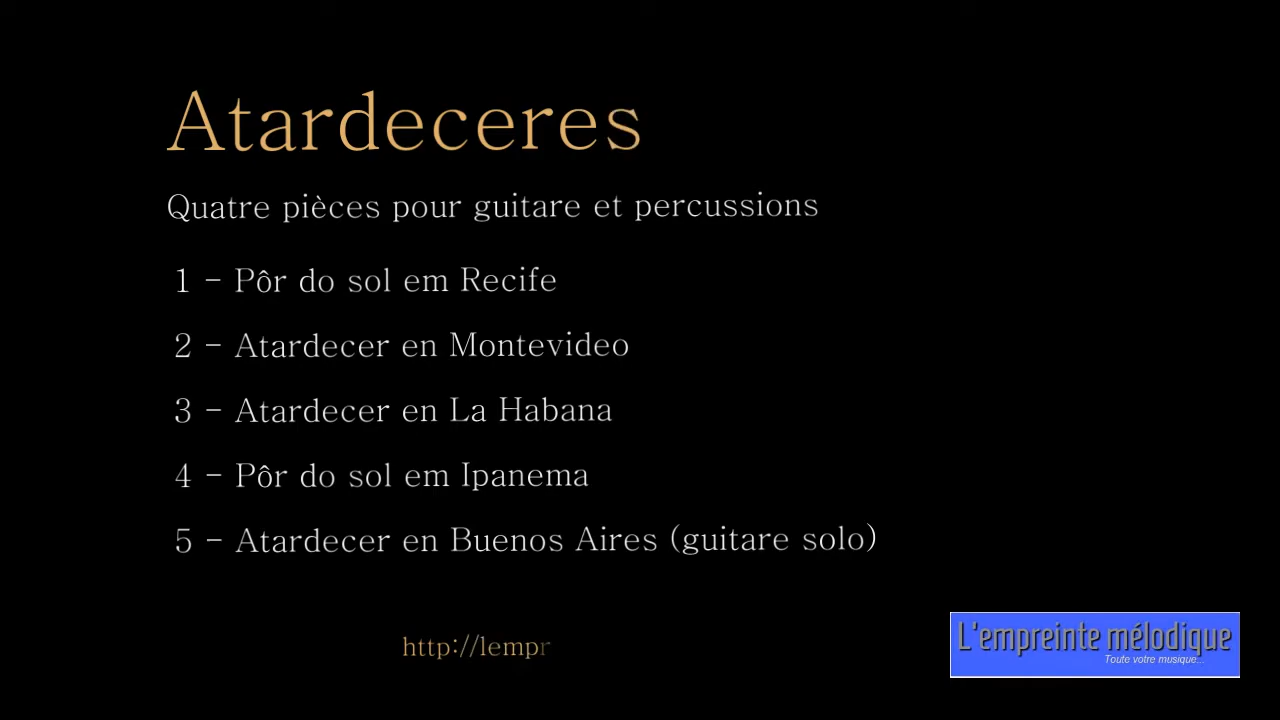 Atardeceres
Quatre pièces pour guitare et percussions
1 - Pôr do sol em Recife
2 - Atardecer en Montevideo
3 - Atardecer en La Habana
4 - Pôr do sol em Ipanema
5 - Atardecer en Buenos Aires (guitare solo)
http://lempr
L'empreinte mélodique
Toute votre musique...